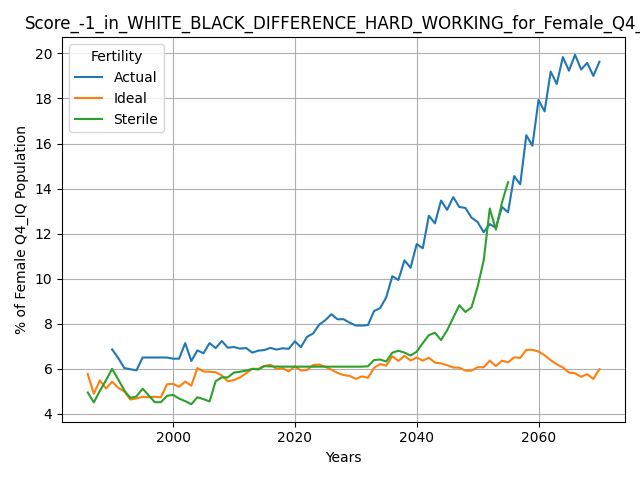 Score_-1_in_WHITE_BLACK_DIFFERENCE_HARD_WORKING_for_Female_Q4_
Fertility
Actual
Ideal
Sterile
% of Female Q4_IQ Population
20
18
16
14
12
10
8
6
4
2000
2020
2040
2060
Years